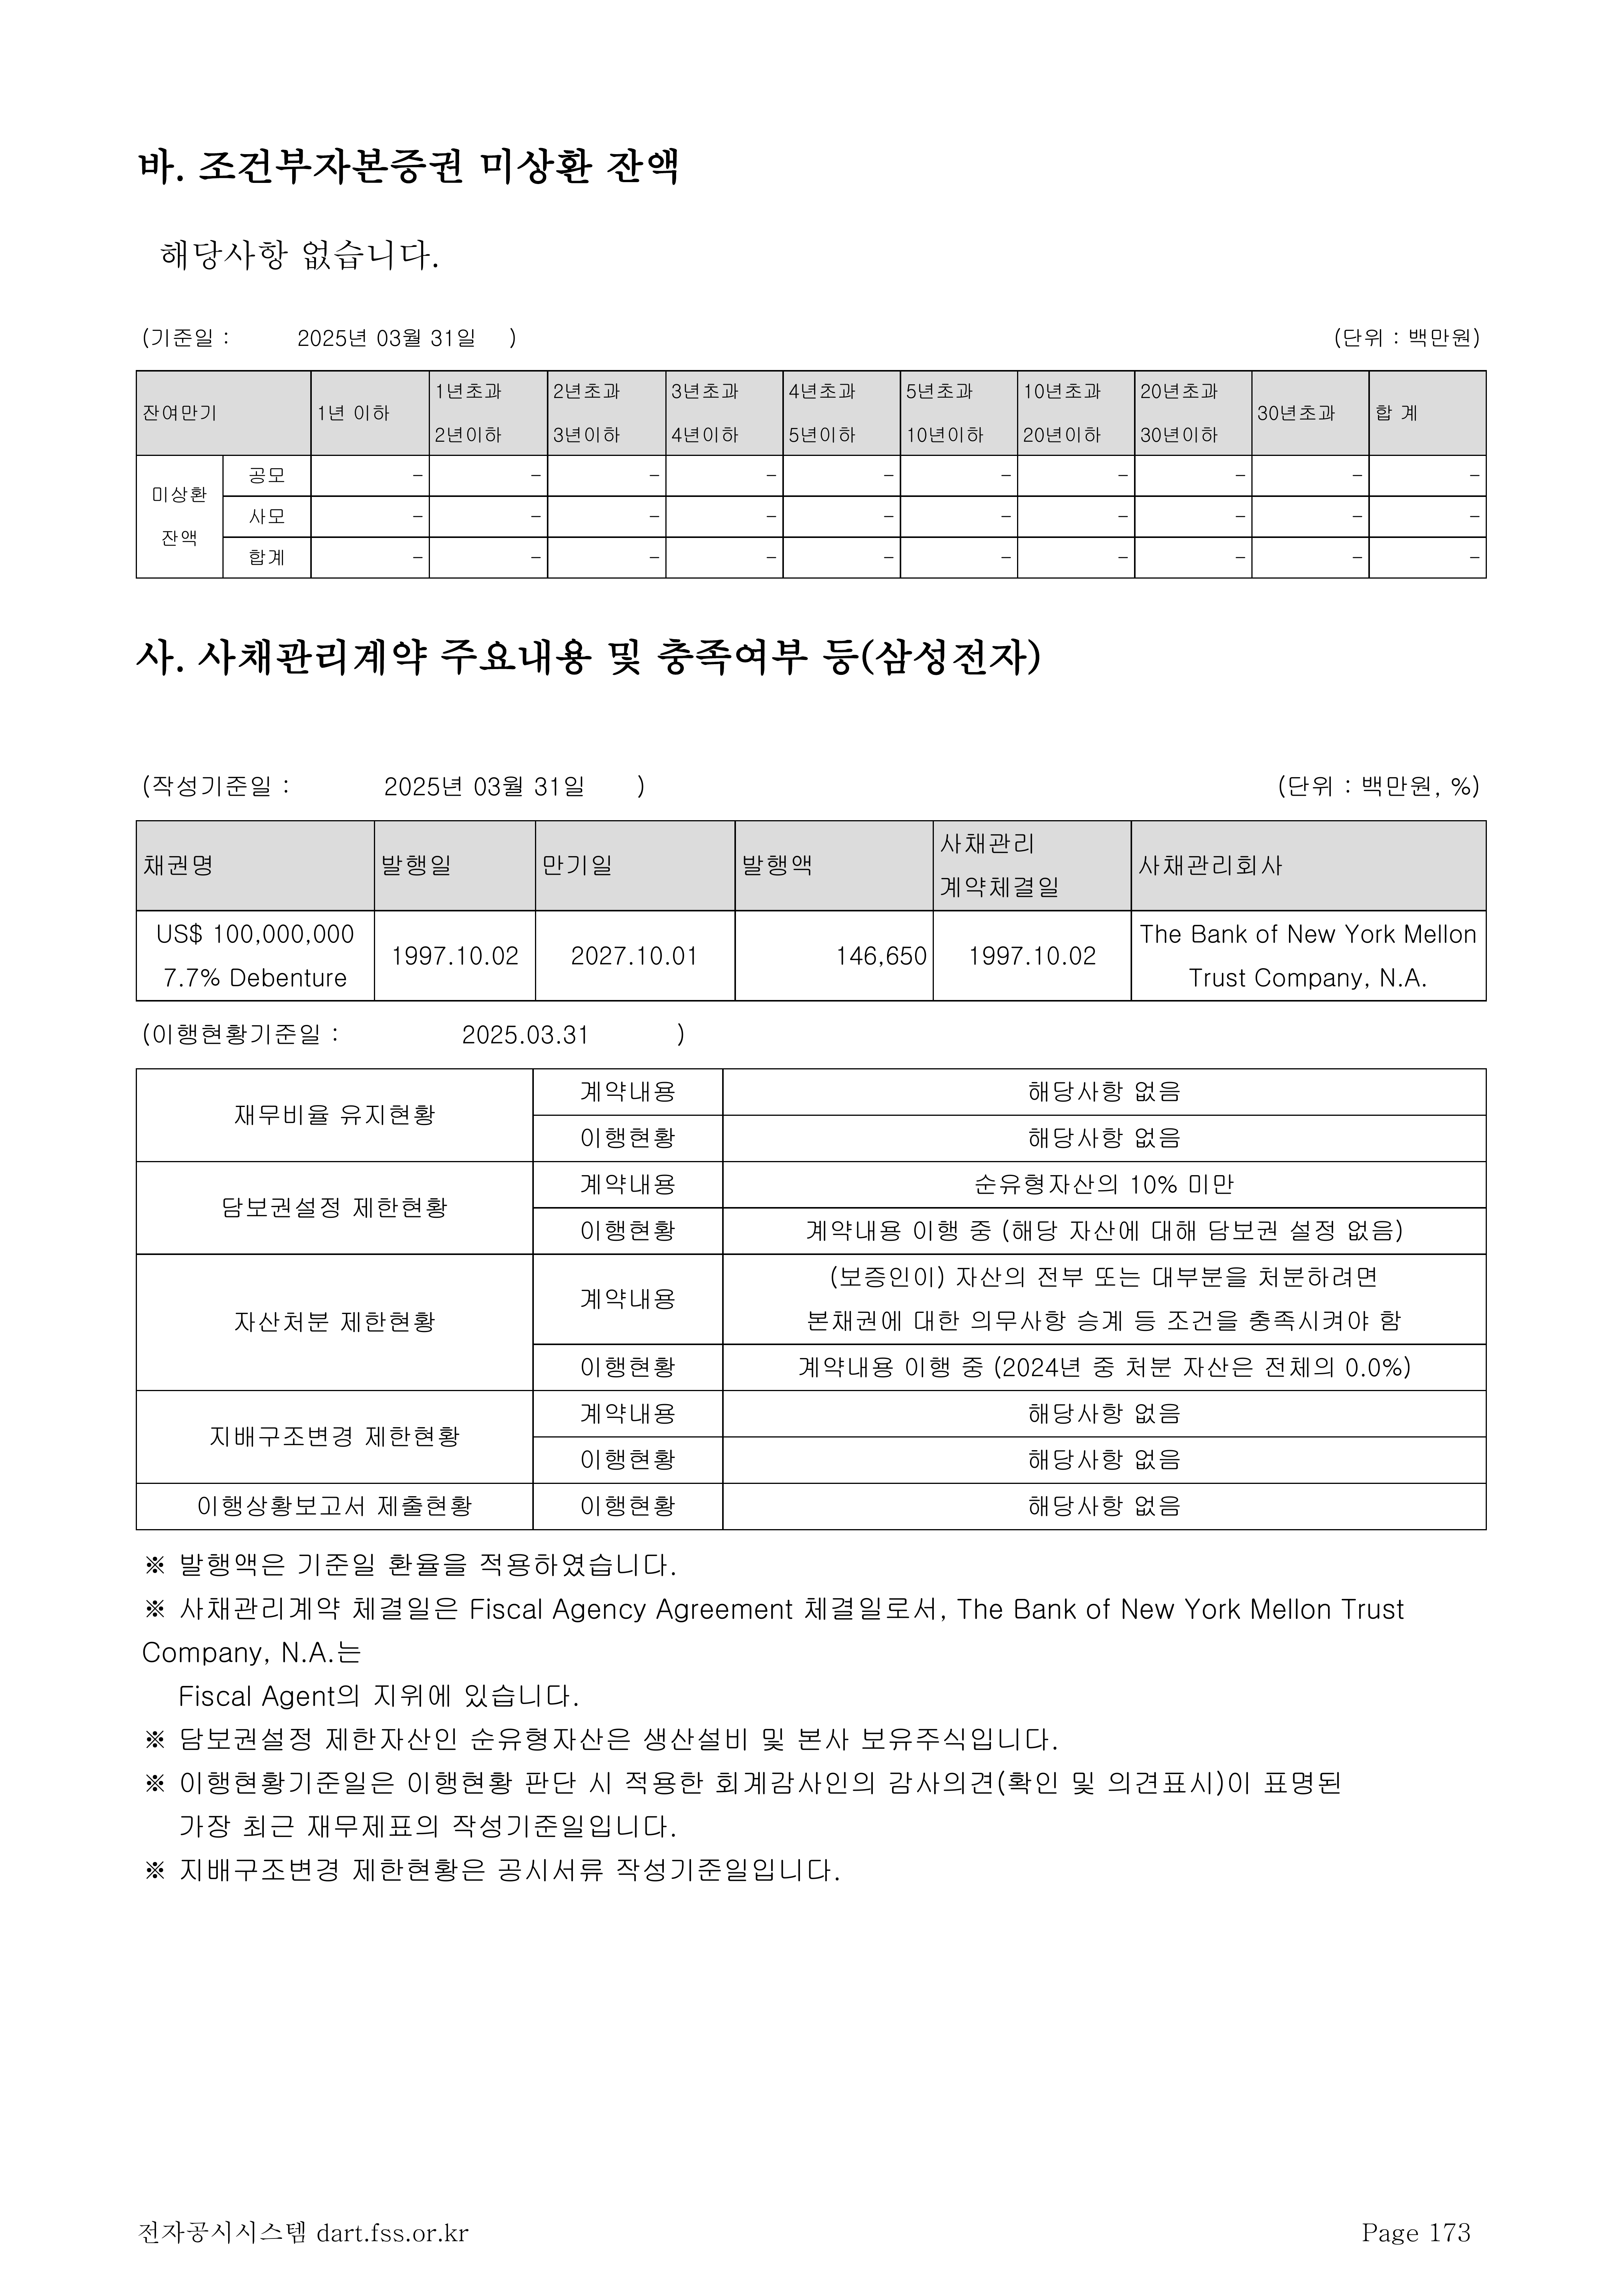 바. 조건부자본증권 미상환 잔액
해당사항 없습니다.
(기준일 : 2025년 03월 31일 ) (단위 : 백만원)
잔여만기 1년 이하 1년초과 2년이하 2년초과 3년이하 3년초과 4년이하 4년초과 5년이하 5년초과 10년이하 10년초과 20년이하 20년초과 30년이하 30년초과 합 계
미상환 잔액 공모 - - - - - - - - - -
사모 - - - - - - - - - -
합계 - - - - - - - - - -
사. 사채관리계약 주요내용 및 충족여부 등(삼성전자)
(작성기준일 : 2025년 03월 31일 ) (단위 : 백만원, %)
채권명 발행일 만기일 발행액 사채관리 계약체결일 사채관리회사
US$ 100,000,000 7.7% Debenture 1997.10.02 2027.10.01 146,650 1997.10.02 The Bank of New York Mellon Trust Company, N.A.
(이행현황기준일 : 2025.03.31 )
재무비율 유지현황 계약내용 해당사항 없음
이행현황 해당사항 없음
담보권설정 제한현황 계약내용 순유형자산의 10% 미만
이행현황 계약내용 이행 중 (해당 자산에 대해 담보권 설정 없음)
자산처분 제한현황 계약내용 (보증인이) 자산의 전부 또는 대부분을 처분하려면
본채권에 대한 의무사항 승계 등 조건을 충족시켜야 함
이행현황 계약내용 이행 중 (2024년 중 처분 자산은 전체의 0.0%)
지배구조변경 제한현황 계약내용 해당사항 없음
이행현황 해당사항 없음
이행상황보고서 제출현황 이행현황 해당사항 없음
※ 발행액은 기준일 환율을 적용하였습니다.
※ 사채관리계약 체결일은 Fiscal Agency Agreement 체결일로서, The Bank of New York Mellon Trust
Company, N.A.는
Fiscal Agent의 지위에 있습니다.
※ 담보권설정 제한자산인 순유형자산은 생산설비 및 본사 보유주식입니다.
※ 이행현황기준일은 이행현황 판단 시 적용한 회계감사인의 감사의견(확인 및 의견표시)이 표명된
가장 최근 재무제표의 작성기준일입니다.
※ 지배구조변경 제한현황은 공시서류 작성기준일입니다.
전자공시시스템 dart.fss.or.kr Page 173